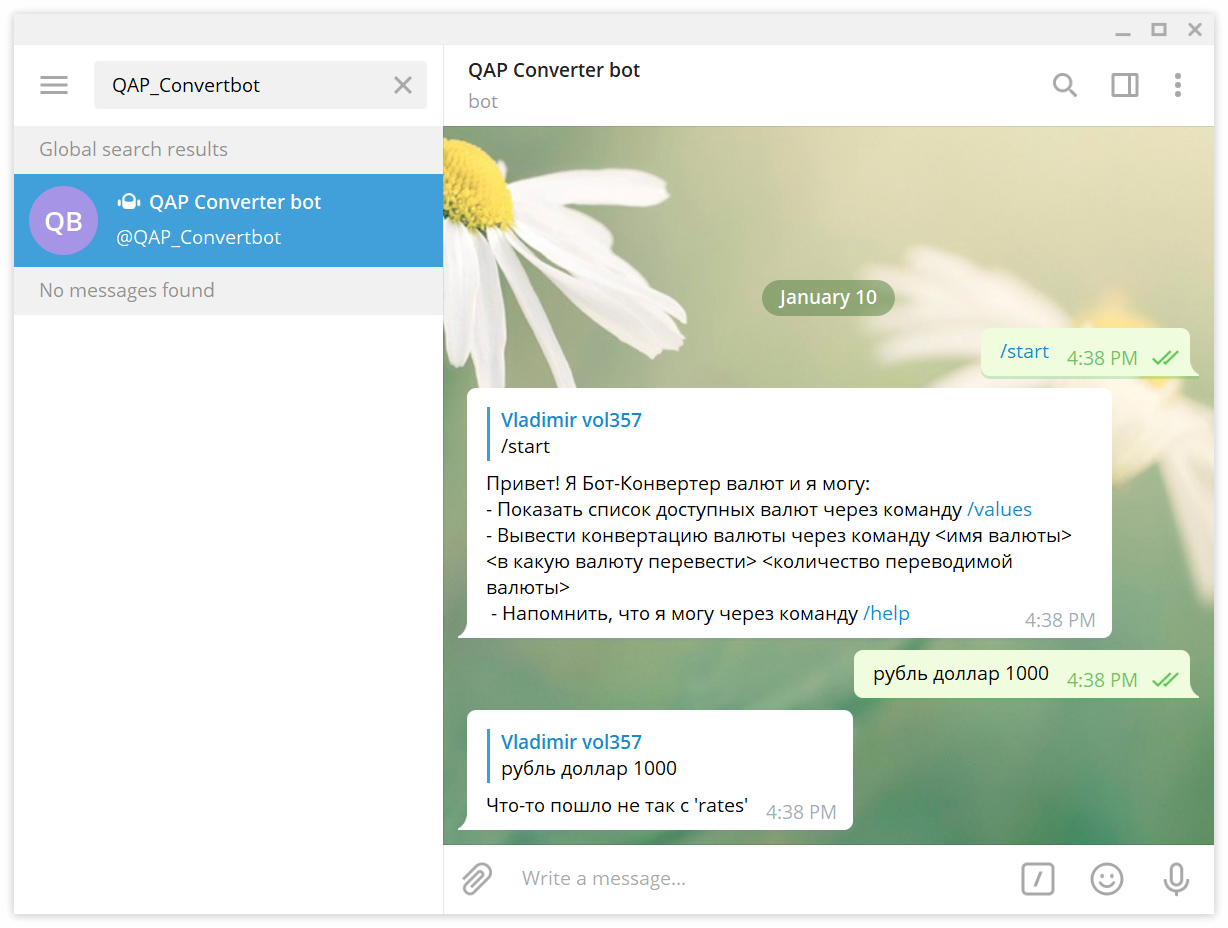 QAP_Convertbot
Global search results
QB
QAP Converter bot
@QAP_Convertbot
No messages found
QAP Converter bot
bot
January 10
/start 4:38 PM
Vladimir vol357
/start
Привет! Я Бот-Конвертер валют и я могу:
- Показать список доступных валют через команду /values
- Вывести конвертацию валюты через команду <имя валюты>
<в какую валюту перевести> <количество переводимой
валюты>
- Напомнить, что я могу через команду /help
4:38 PM
рубль доллар 1000 4:38 PM
Vladimir vol357
рубль доллар 1000
Что-то пошло не так с 'rates' 4:38 PM
Write a message...